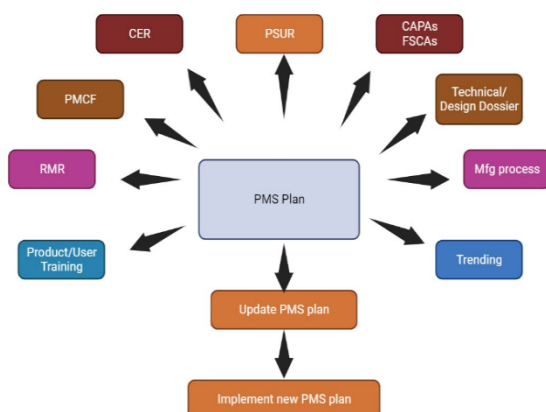 CER
PSUR
CAPAs
FSCAs
PMCF
Technical/
Design Dossier
RMR
PMS Plan
Mfg process
Product/User
Training
Trending
Update PMS plan
Implement new PMS plan